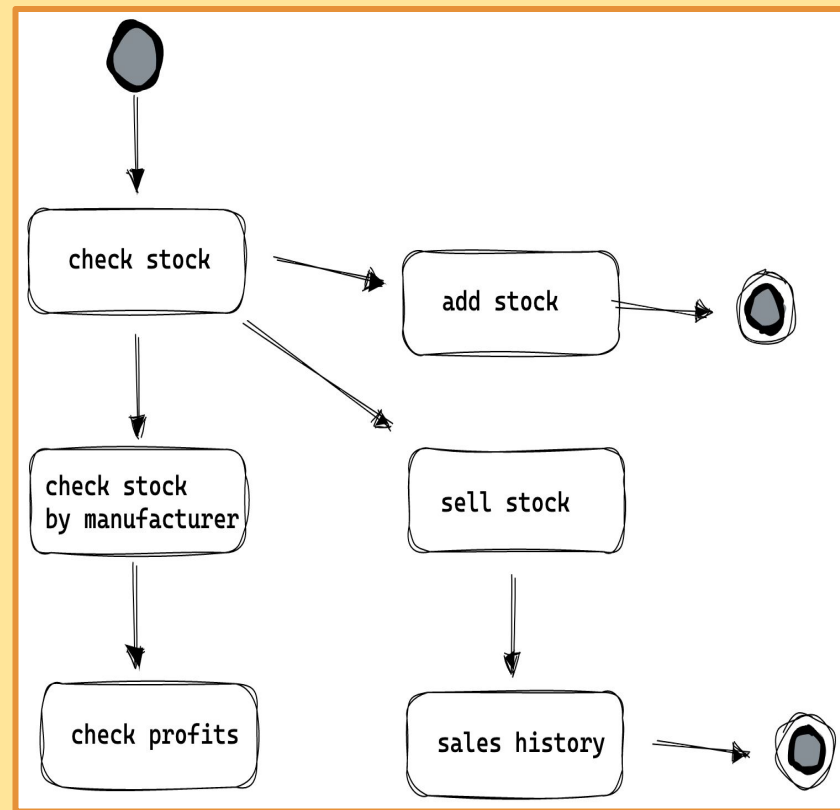 check stock
add stock
check stock
by manufacturer
sell stock
check profits
sales history